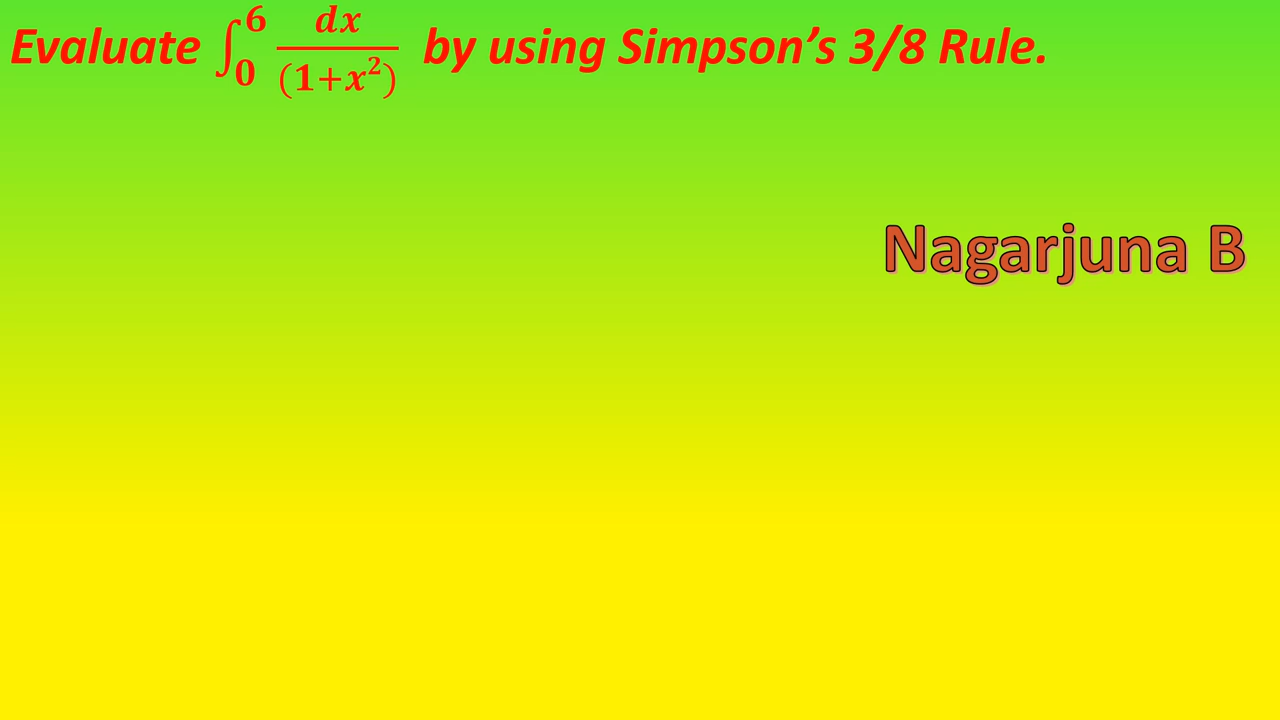 Evaluate ∫₀⁶ dx/(1+x²) by using Simpson’s 3/8 Rule.
Nagarjuna B